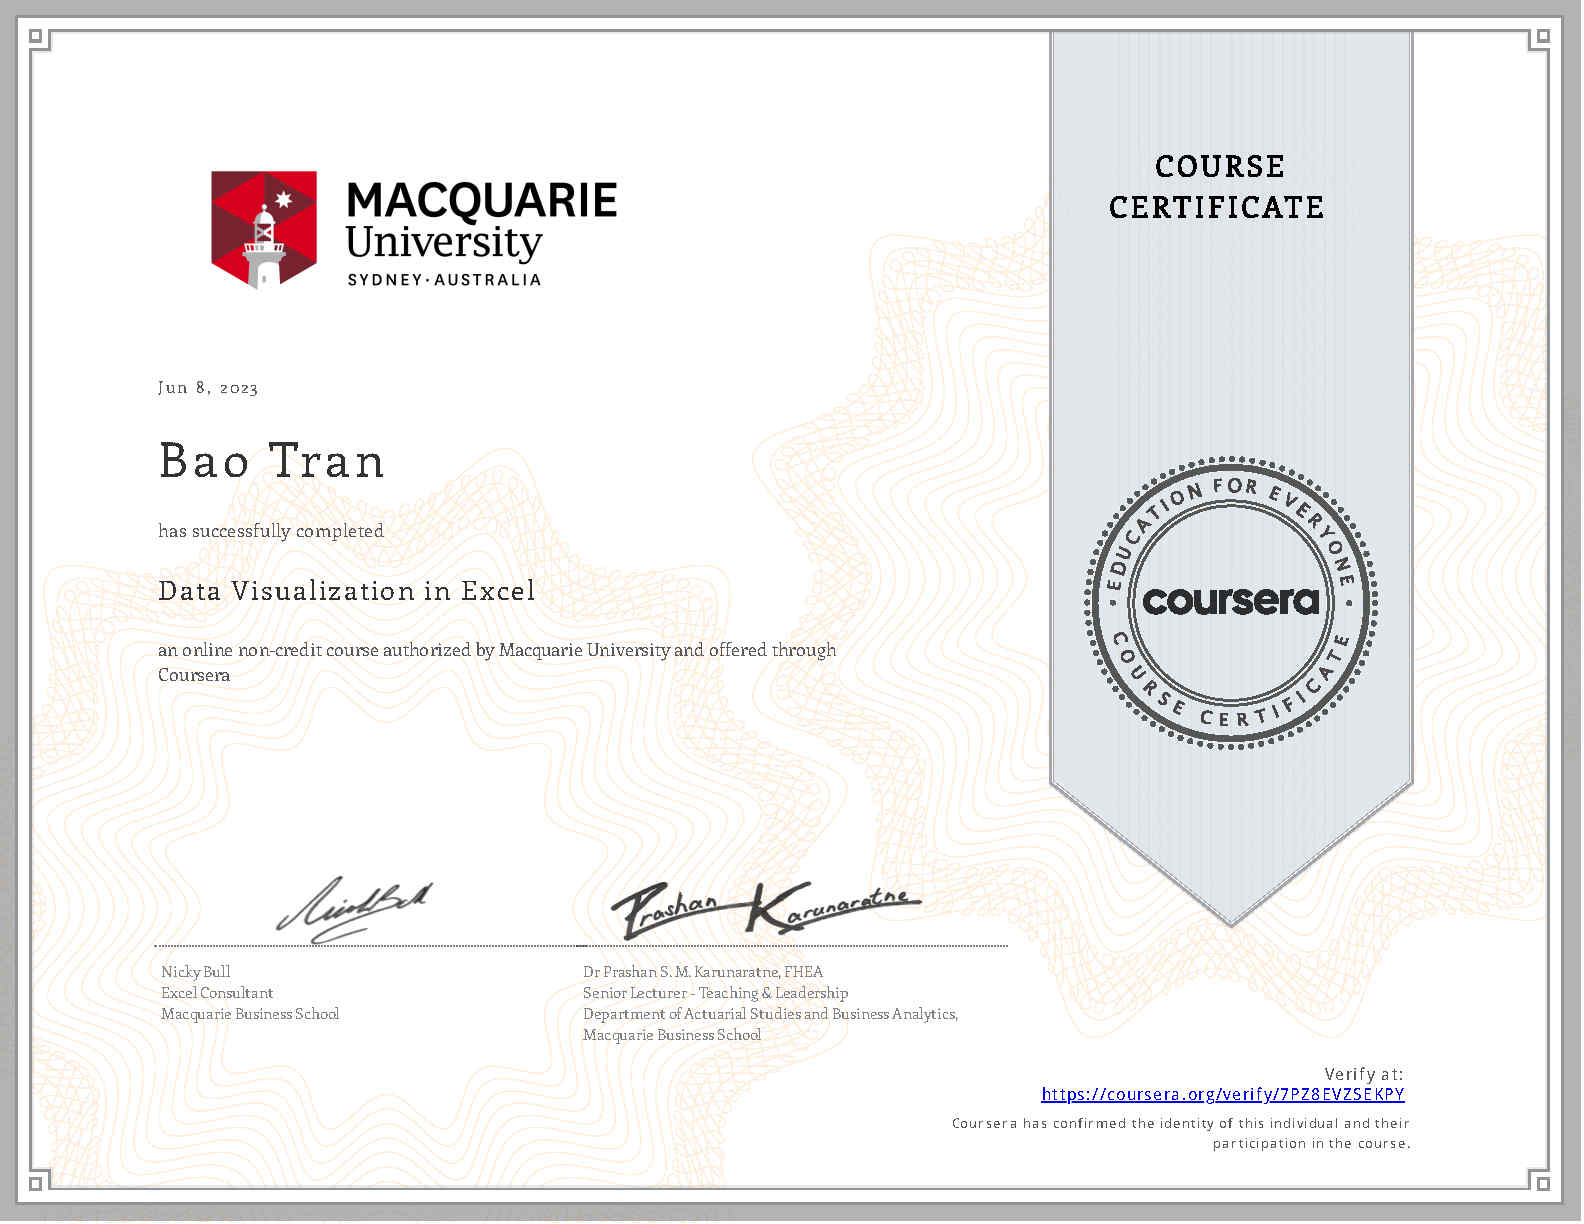 MACQUARIE
University
SYDNEY·AUSTRALIA
COURSE
CERTIFICATE
Jun 8, 2023
Bao Tran
has successfully completed
Data Visualization in Excel
an online non-credit course authorized by Macquarie University and offered through
Coursera
EDUCATION FOR EVERYONE
coursera
COURSE CERTIFICATE
Prashan Karunaratne
Nicky Bull
Excel Consultant
Macquarie Business School
Dr Prashan S. M. Karunaratne, FHEA
Senior Lecturer - Teaching & Leadership
Department of Actuarial Studies and Business Analytics,
Macquarie Business School
Verify at:
https://coursera.org/verify/7PZ8EVZSEKPY
Coursera has confirmed the identity of this individual and their
participation in the course.